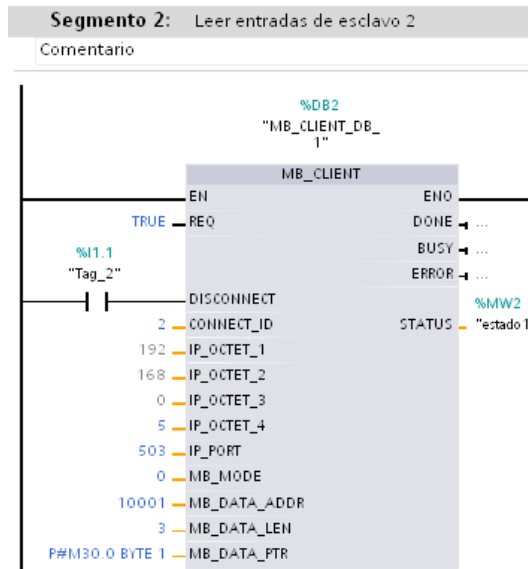 Segmento 2: Leer entradas de esclavo 2
Comentario
%DB2
"MB_CLIENT_DB_
1"
MB_CLIENT
EN ENO
TRUE REQ DONE ...
BUSY ...
%I1.1
"Tag_2"
ERROR ...
DISCONNECT
%MW2
2 CONNECT_ID STATUS "estado1
192 IP_OCTET_1
168 IP_OCTET_2
0 IP_OCTET_3
5 IP_OCTET_4
503 IP_PORT
0 MB_MODE
10001 MB_DATA_ADDR
3 MB_DATA_LEN
P#M30.0 BYTE 1 MB_DATA_PTR